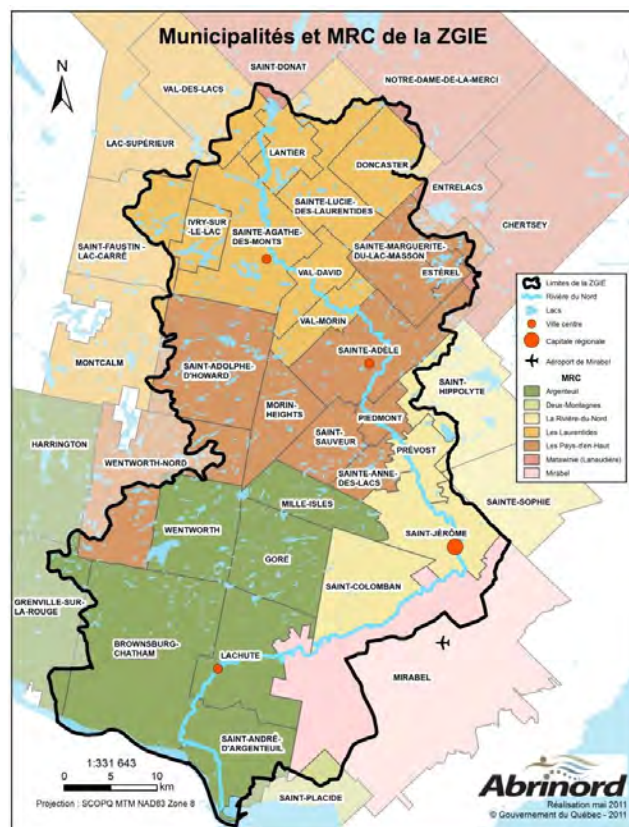 Municipalités et MRC de la ZGIE
N
SAINT-DONAT
NOTRE-DAME-DE-LA-MERCI
VAL-DES-LACS
LAC-SUPÉRIEUR
LANTIER
DONCASTER
ENTRELACS
CHERTSEY
SAINTE-LUCIE-
DES-LAURENTIDES
IVRY-SUR
-LE-LAC
SAINTE-AGATHE-
DES-MONTS
SAINTE-MARGUERITE-
DU-LAC-MASSON
ESTÉREL
SAINT-FAUSTIN -
LAC-CARRÉ
VAL-DAVID
VAL-MORIN
MONTCALM
SAINT-ADOLPHE-
D'HOWARD
SAINTE-ADÈLE
SAINT-
HIPPOLYTE
MORIN-
HEIGHTS
PIEDMONT
SAINT-
SAUVEUR
PRÉVOST
HARRINGTON
WENTWORTH-NORD
SAINTE-ANNE-
DES-LACS
SAINTE-SOPHIE
MILLE-ISLES
WENTWORTH
GORE
SAINT-JÉRÔME
SAINT-COLOMBAN
GRENVILLE-SUR-
LA-ROUGE
BROWNSBURG-
CHATHAM
LACHUTE
MIRABEL
SAINT-ANDRÉ-
D'ARGENTEUIL
SAINT-PLACIDE
Limites de la ZGIE
Rivière du Nord
Lacs
Ville centre
Capitale régionale
Aéroport de Mirabel
MRC
Argenteuil
Deux-Montagnes
La Rivière-du-Nord
Les Laurentides
Les Pays-d'en-Haut
Matawinie (Lanaudière)
Mirabel
1:331 643
0 5 10
km
Projection : SCOPQ MTM NAD83 Zone 8
Abrinord
Réalisation mai 2011
© Gouvernement du Québec - 2011